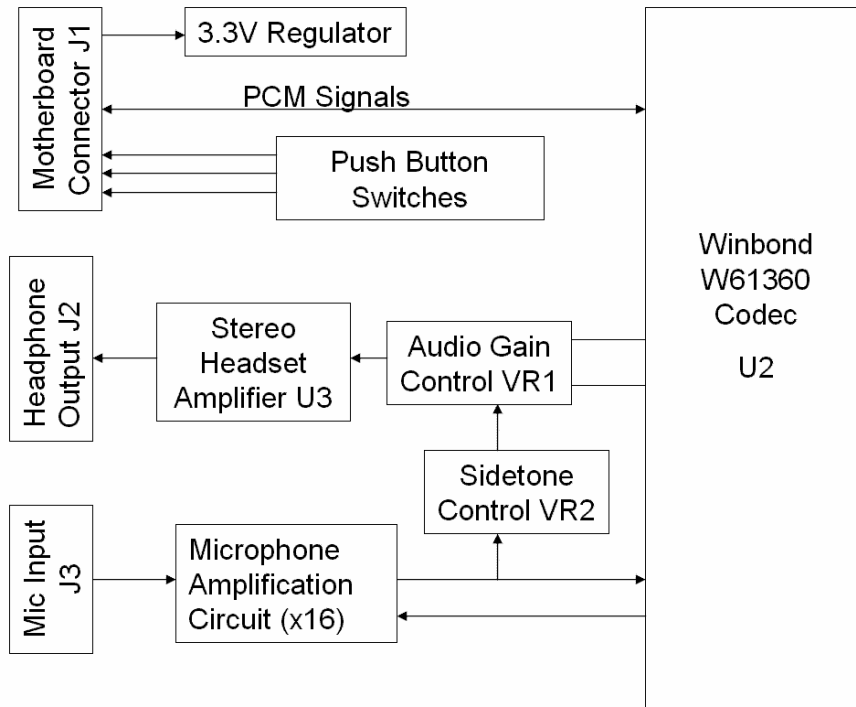 Motherboard
Connector J1
3.3V Regulator
PCM Signals
Push Button
Switches
Winbond
W61360
Codec
U2
Headphone
Output J2
Stereo
Headset
Amplifier U3
Audio Gain
Control VR1
Sidetone
Control VR2
Mic Input
J3
Microphone
Amplification
Circuit (x16)